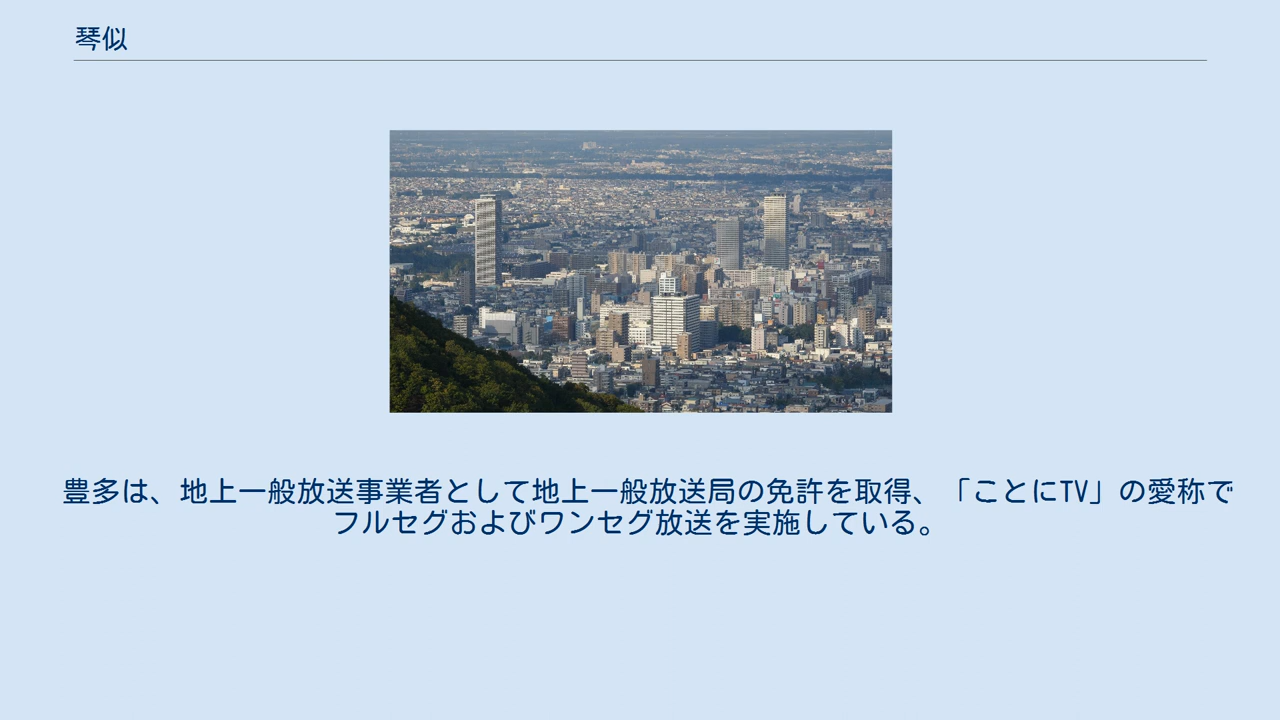 琴似
豊多は、地上一般放送事業者として地上一般放送局の免許を取得、「ことにTV」の愛称で
フルセグおよびワンセグ放送を実施している。